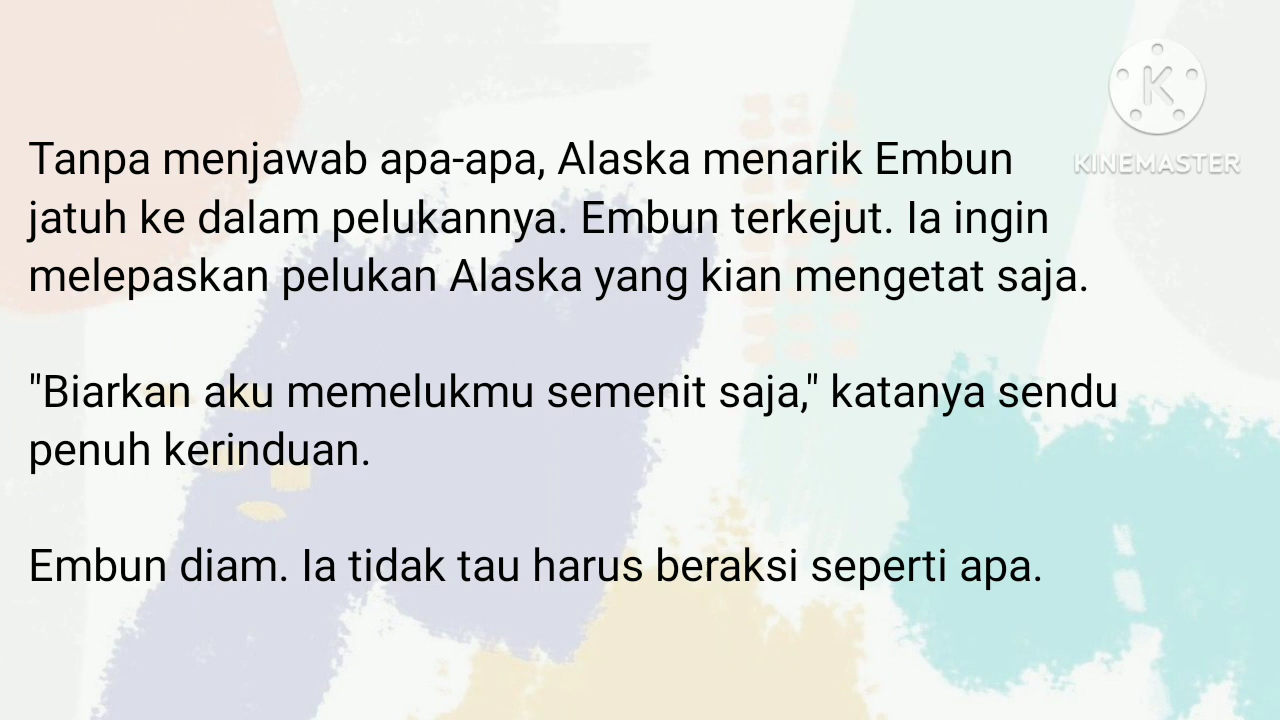 Tanpa menjawab apa-apa, Alaska menarik Embun
jatuh ke dalam pelukannya. Embun terkejut. Ia ingin
melepaskan pelukan Alaska yang kian mengetat saja.
"Biarkan aku memelukmu semenit saja," katanya sendu
penuh kerinduan.
Embun diam. Ia tidak tau harus beraksi seperti apa.
K
KINEMASTER